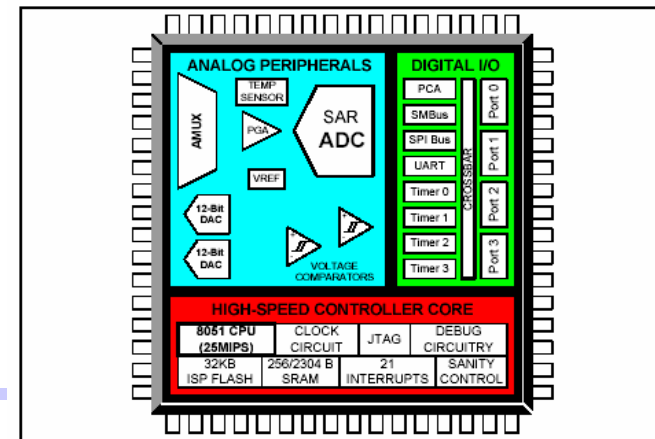 ANALOG PERIPHERALS
TEMP
SENSOR
AMUX
PGA
SAR
ADC
VREF
12-Bit
DAC
12-Bit
DAC
VOLTAGE
COMPARATORS
DIGITAL I/O
PCA
SMBus
SPI Bus
UART
Timer 0
Timer 1
Timer 2
Timer 3
CROSSBAR
Port 0
Port 1
Port 2
Port 3
HIGH-SPEED CONTROLLER CORE
8051 CPU
(25MIPS)
CLOCK
CIRCUIT
JTAG
DEBUG
CIRCUITRY
32KB
ISP FLASH
256/2304 B
SRAM
21
INTERRUPTS
SANITY
CONTROL